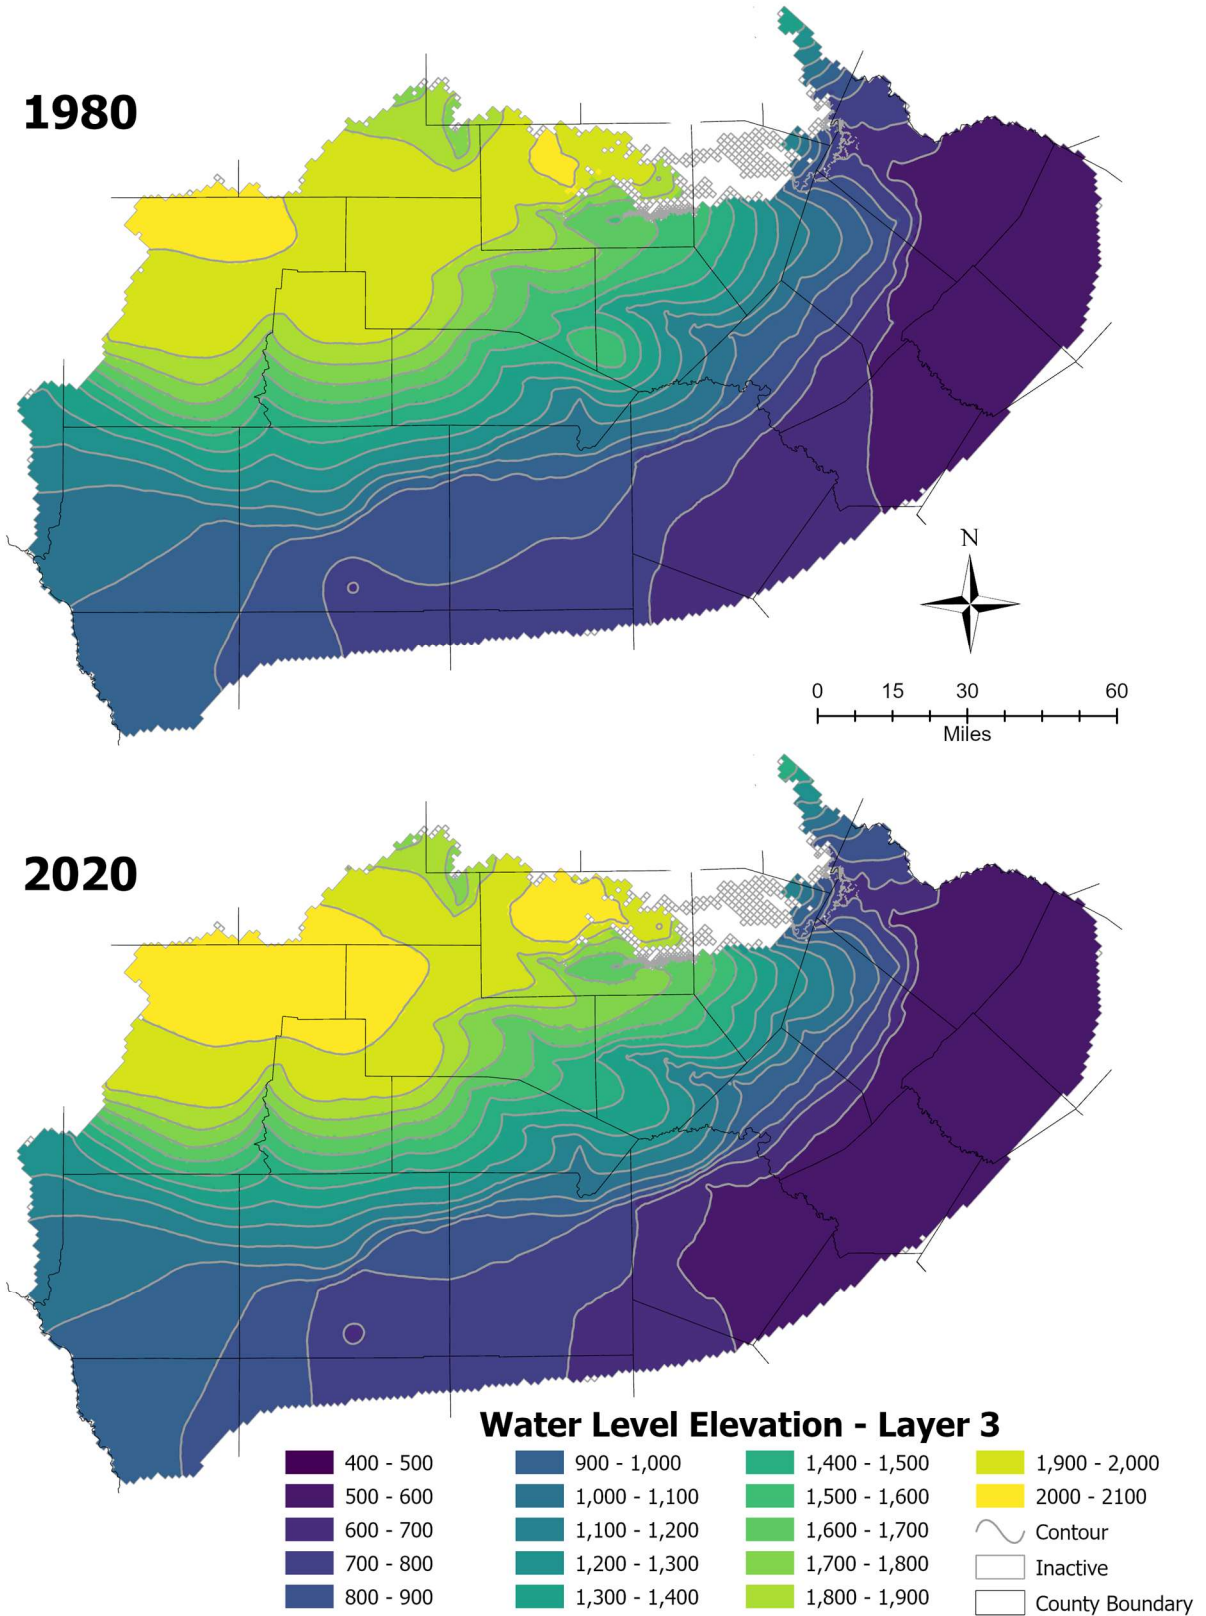 1980
N
0 15 30 60
Miles
2020
Water Level Elevation - Layer 3
400 - 500
500 - 600
600 - 700
700 - 800
800 - 900
900 - 1,000
1,000 - 1,100
1,100 - 1,200
1,200 - 1,300
1,300 - 1,400
1,400 - 1,500
1,500 - 1,600
1,600 - 1,700
1,700 - 1,800
1,800 - 1,900
1,900 - 2,000
2000 - 2100
Contour
Inactive
County Boundary